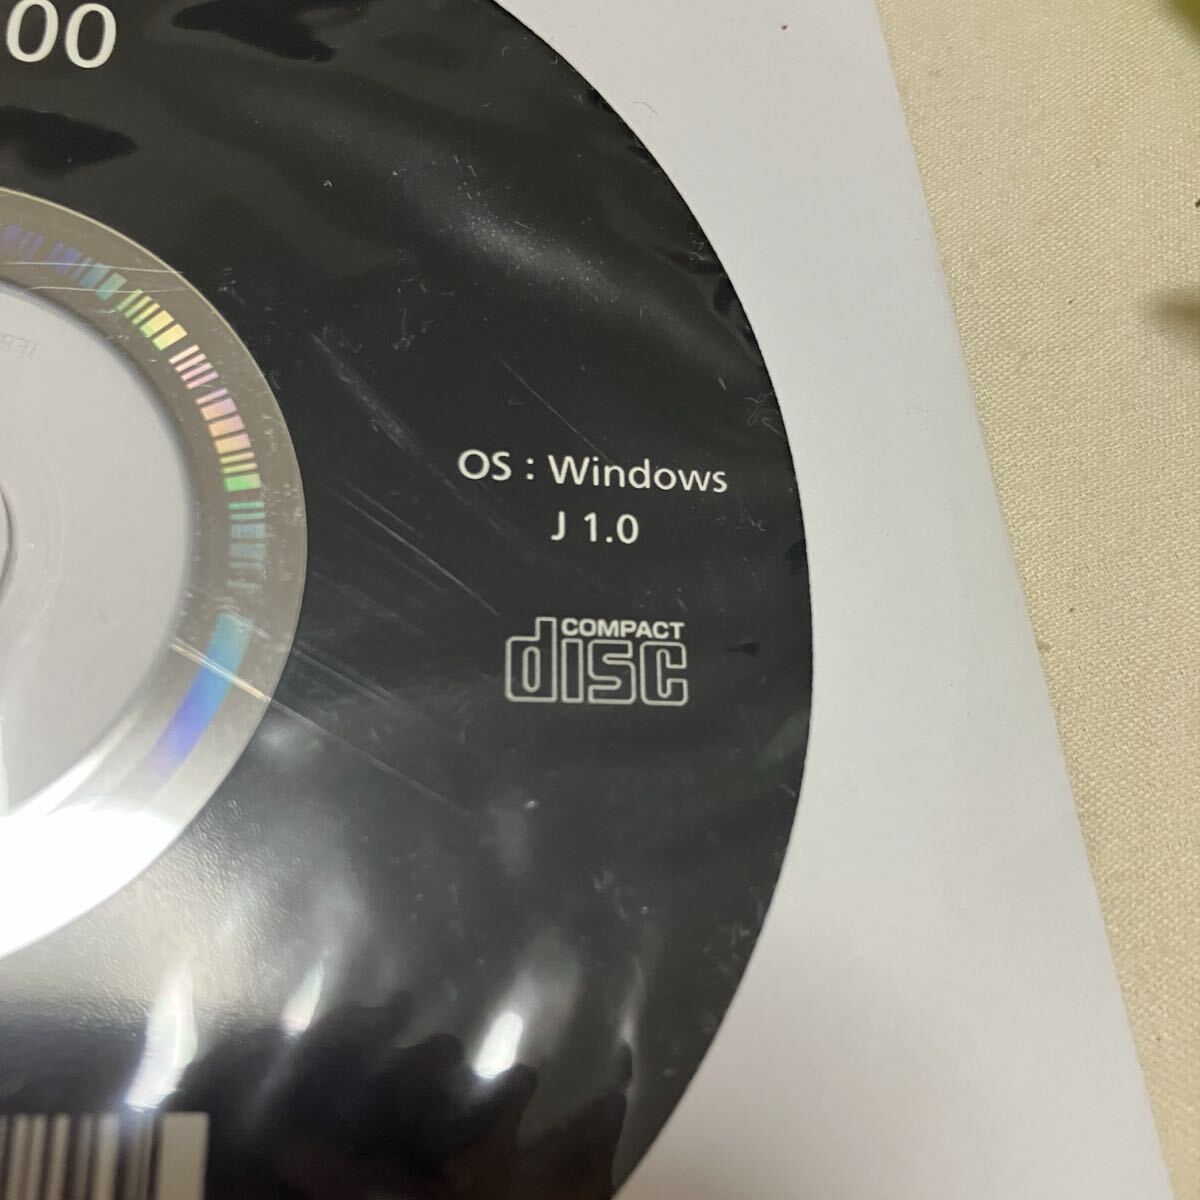 00
OS : Windows
J 1.0
COMPACT
disc